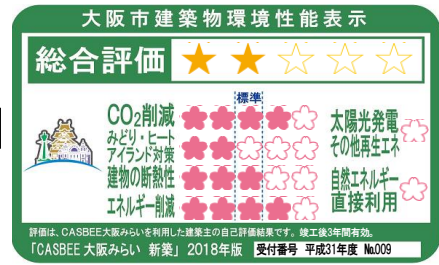 大阪市建築物環境性能表示
総合評価
標準
CO2削減
みどり・ヒート
アイランド対策
建物の断熱性
エネルギー削減
太陽光発電
その他再生エネ
自然エネルギー
直接利用
評価は、CASBEE大阪みらいを利用した建築主の自己評価結果です。竣工後3年間有効。
「CASBEE大阪みらい 新築」2018年版 受付番号 平成31年度 №009